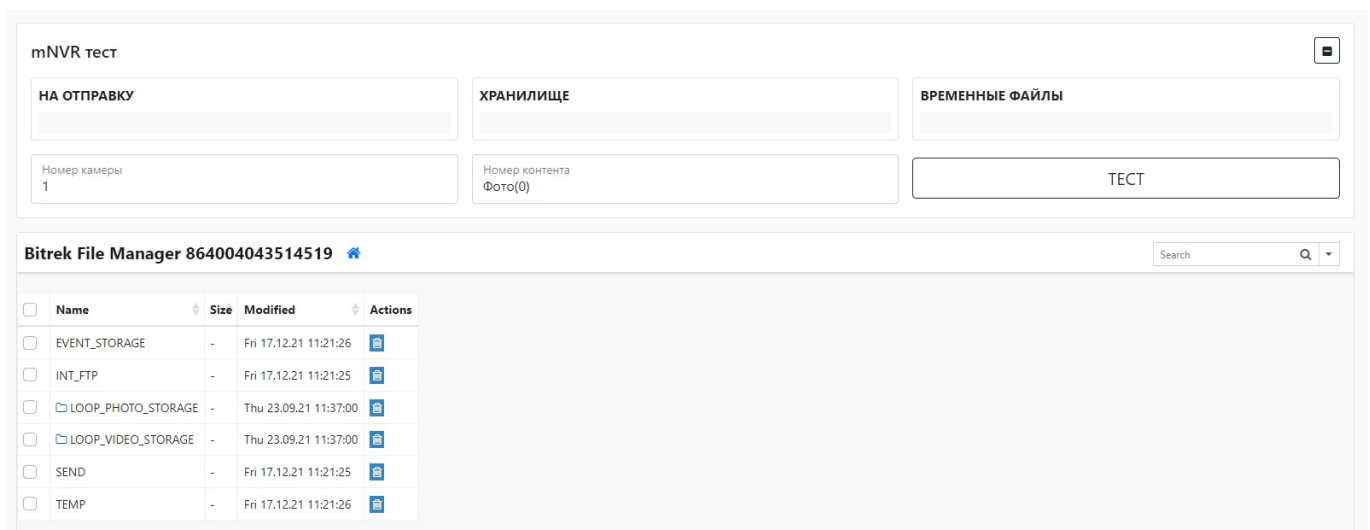 mNVR тест
НА ОТПРАВКУ ХРАНИЛИЩЕ ВРЕМЕННЫЕ ФАЙЛЫ
Номер камеры Номер контента
1 Фото(0) ТЕСТ
Bitrek File Manager 864004043514519 Search
Name Size Modified Actions
EVENT_STORAGE - Fri 17.12.21 11:21:26
INT_FTP - Fri 17.12.21 11:21:25
LOOP_PHOTO_STORAGE - Thu 23.09.21 11:37:00
LOOP_VIDEO_STORAGE - Thu 23.09.21 11:37:00
SEND - Fri 17.12.21 11:21:25
TEMP - Fri 17.12.21 11:21:26